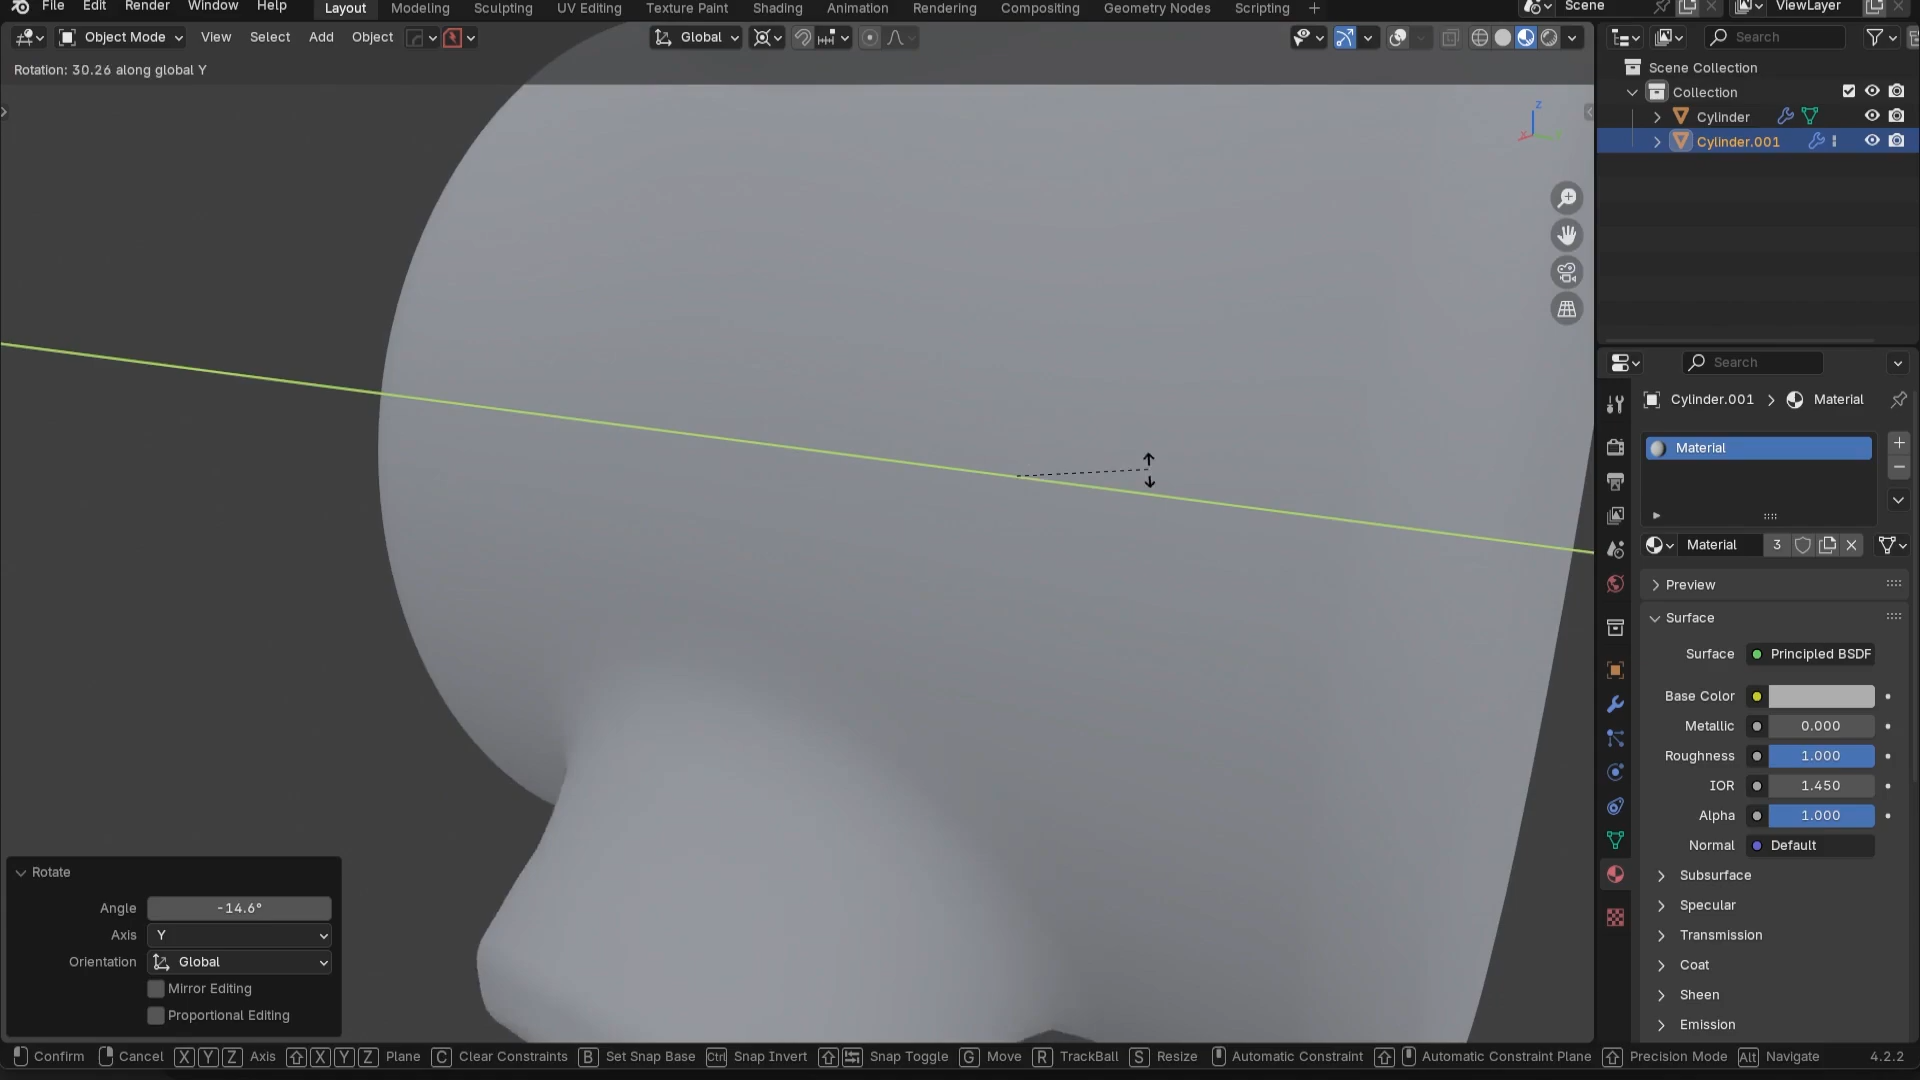 File Edit Render Window Help Layout Modeling Sculpting UV Editing Texture Paint Shading Animation Rendering Compositing Geometry Nodes Scripting + Scene ViewLayer
Object Mode View Select Add Object Global Search
Rotation: 30.26 along global Y
Scene Collection
Collection
Cylinder
Cylinder.001
Z
Search
Cylinder.001 Material
Material
Material 3
Preview
Surface
Surface Principled BSDF
Base Color
Metallic 0.000
Roughness 1.000
IOR 1.450
Alpha 1.000
Normal Default
Subsurface
Specular
Transmission
Coat
Sheen
Emission
Rotate
Angle -14.6°
Axis Y
Orientation Global
Mirror Editing
Proportional Editing
Confirm Cancel X Y Z Axis X Y Z Plane C Clear Constraints B Set Snap Base Ctrl Snap Invert Snap Toggle G Move R TrackBall S Resize Automatic Constraint Automatic Constraint Plane Precision Mode Alt Navigate 4.2.2